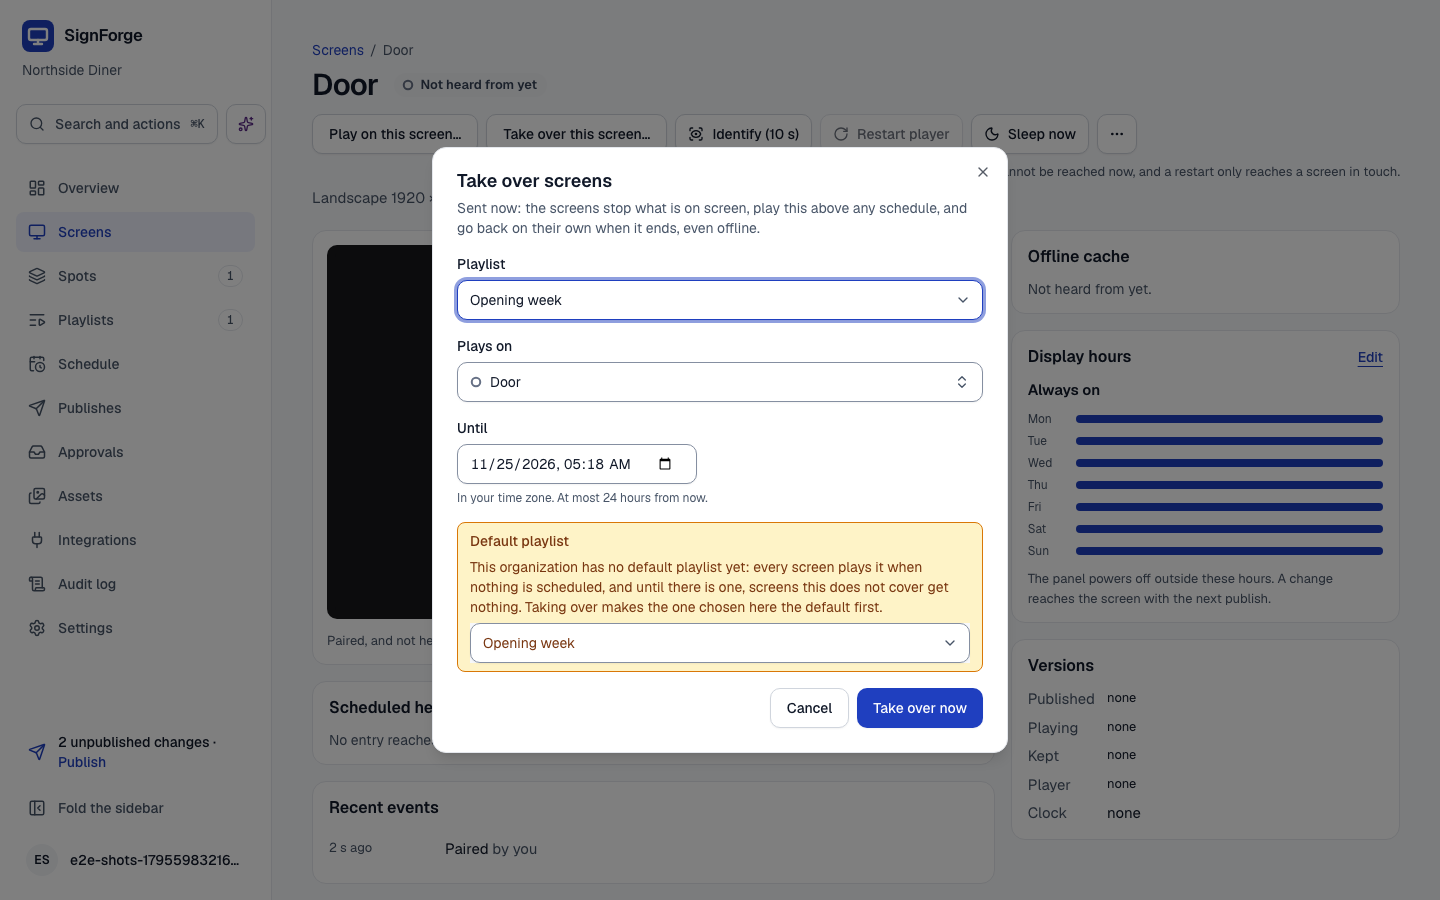 SignForge
Northside Diner
Search and actions ⌘K
Overview
Screens
Spots 1
Playlists 1
Schedule
Publishes
Approvals
Assets
Integrations
Audit log
Settings
2 unpublished changes ·
Publish
Fold the sidebar
ES e2e-shots-17955983216…
Screens / Door
Door Not heard from yet
Play on this screen… Take over this screen… Identify (10 s) Restart player Sleep now
nnot be reached now, and a restart only reaches a screen in touch.
Landscape 1920
Paired, and not he
Scheduled he
No entry reache
Recent events
2 s ago Paired by you
Take over screens
Sent now: the screens stop what is on screen, play this above any schedule, and
go back on their own when it ends, even offline.
Playlist
Opening week
Plays on
Door
Until
11/25/2026, 05:18 AM
In your time zone. At most 24 hours from now.
Default playlist
This organization has no default playlist yet: every screen plays it when
nothing is scheduled, and until there is one, screens this does not cover get
nothing. Taking over makes the one chosen here the default first.
Opening week
Cancel Take over now
Offline cache
Not heard from yet.
Display hours Edit
Always on
Mon
Tue
Wed
Thu
Fri
Sat
Sun
The panel powers off outside these hours. A change
reaches the screen with the next publish.
Versions
Published none
Playing none
Kept none
Player none
Clock none